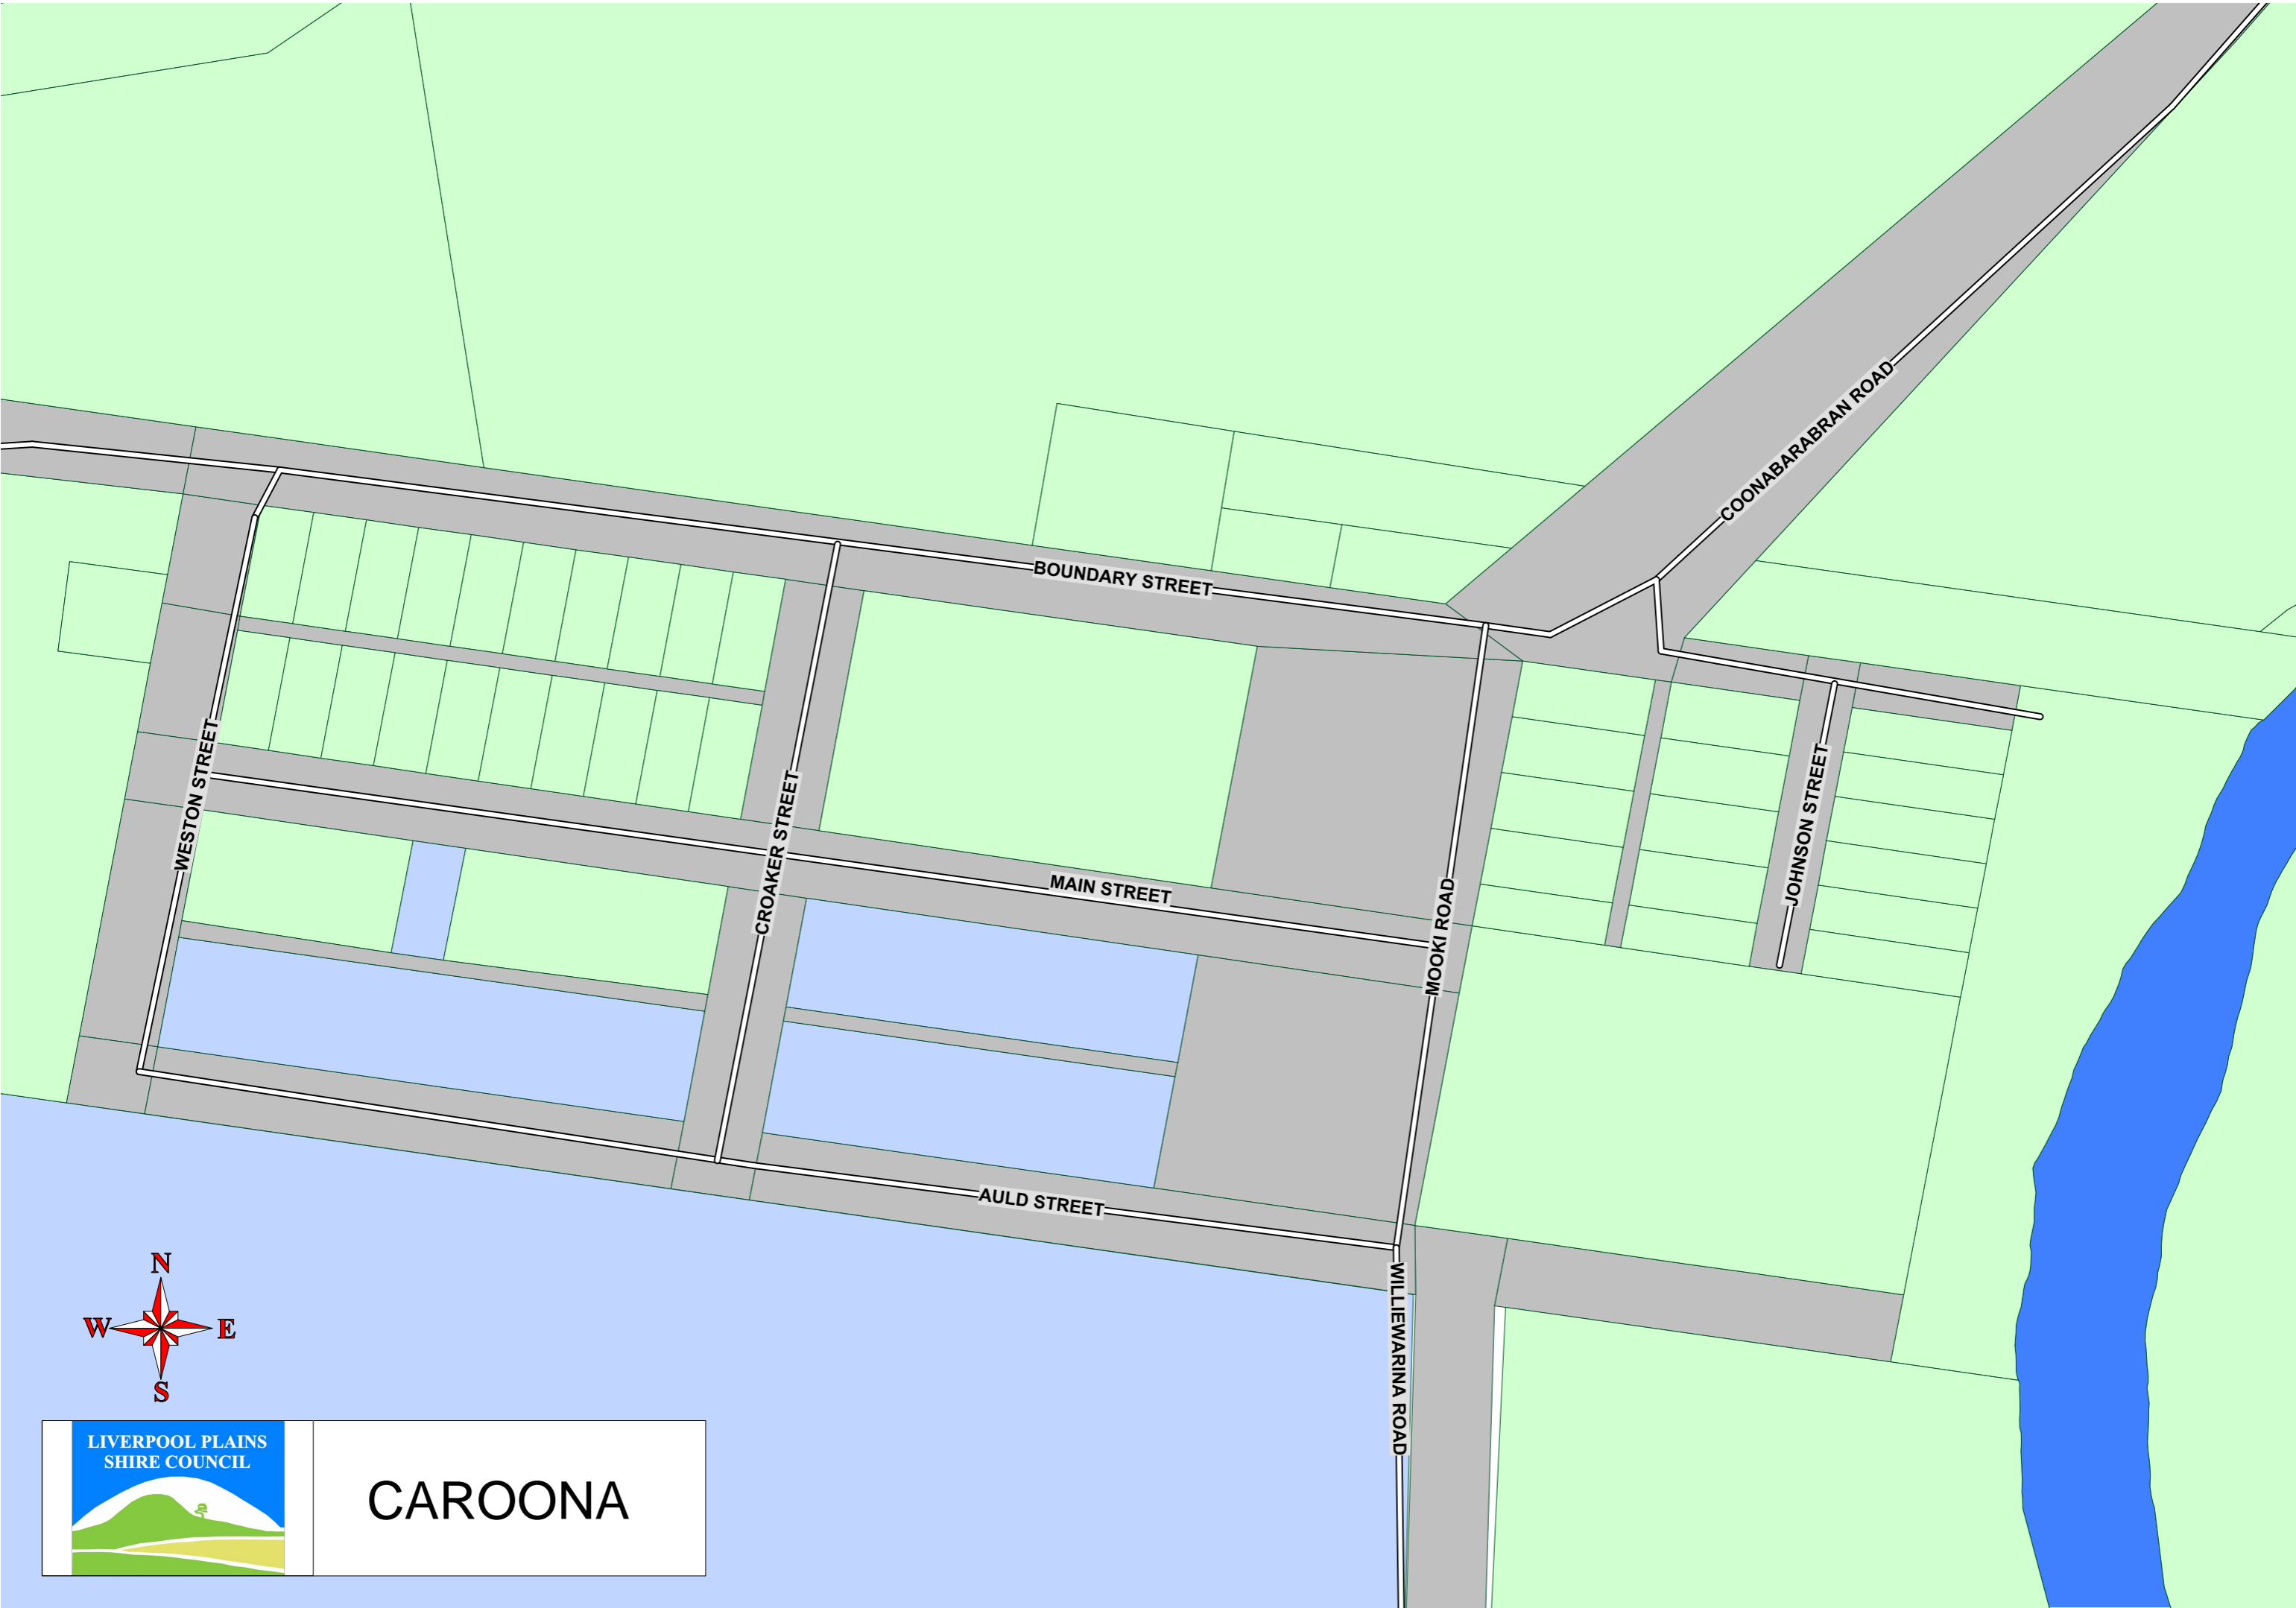 COONABARABRAN ROAD
BOUNDARY STREET
WESTON STREET
CROAKER STREET
MAIN STREET
MOOKI ROAD
JOHNSON STREET
AULD STREET
WILLIEWARINA ROAD
N
W
E
S
LIVERPOOL PLAINS
SHIRE COUNCIL
CAROONA